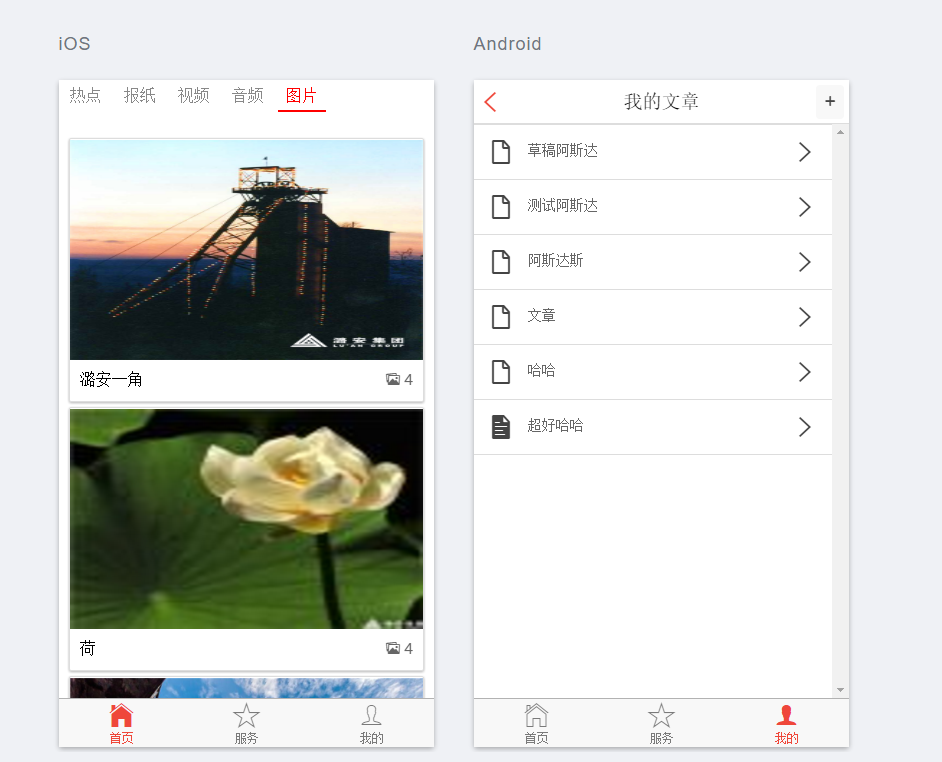 iOS
Android
热点 报纸 视频 音频 图片
潞安集团
LU'AN GROUP
潞安一角
4
荷
4
首页 服务 我的
我的文章
+
草稿阿斯达
测试阿斯达
阿斯达斯
文章
哈哈
超好哈哈
首页 服务 我的